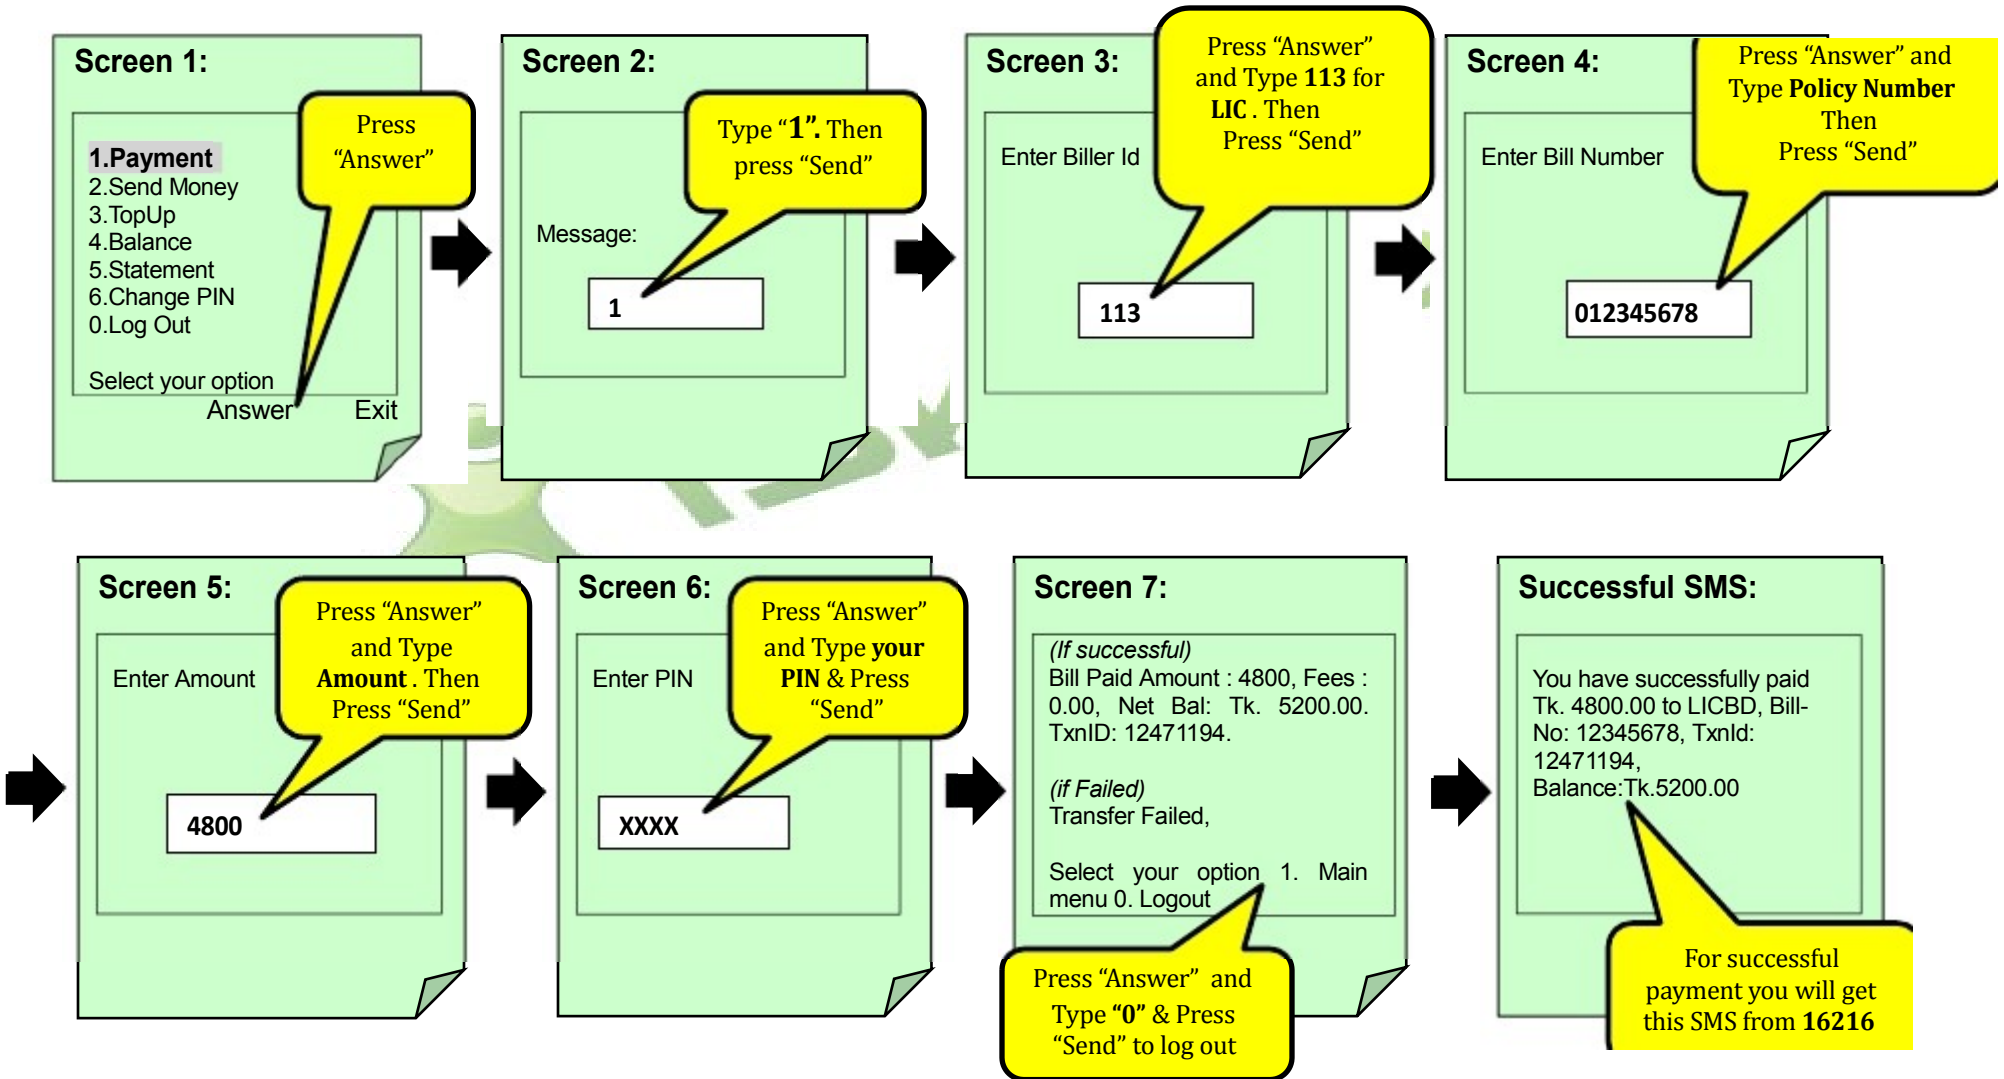 Screen 1:
Press
“Answer”
1.Payment
2.Send Money
3.TopUp
4.Balance
5.Statement
6.Change PIN
0.Log Out
Select your option
Answer Exit
Screen 2:
Type “1”. Then
press “Send”
Message:
1
Screen 3:
Press “Answer”
and Type 113 for
LIC . Then
Press “Send”
Enter Biller Id
113
Screen 4:
Press “Answer” and
Type Policy Number
Then
Press “Send”
Enter Bill Number
012345678
Screen 5:
Press “Answer”
and Type
Amount . Then
Press “Send”
Enter Amount
4800
Screen 6:
Press “Answer”
and Type your
PIN & Press
“Send”
Enter PIN
XXXX
Screen 7:
(If successful)
Bill Paid Amount : 4800, Fees :
0.00, Net Bal: Tk. 5200.00.
TxnID: 12471194.
(if Failed)
Transfer Failed,
Select your option 1. Main
menu 0. Logout
Press “Answer” and
Type “0” & Press
“Send” to log out
Successful SMS:
You have successfully paid
Tk. 4800.00 to LICBD, Bill-
No: 12345678, TxnId:
12471194,
Balance:Tk.5200.00
For successful
payment you will get
this SMS from 16216